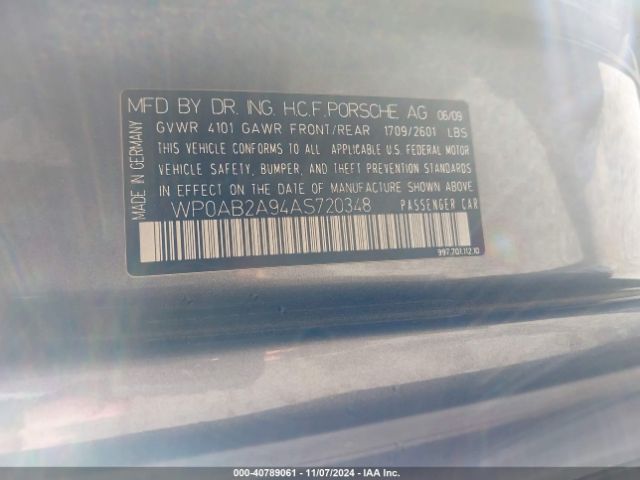 MFD BY DR. ING. H.C.F. PORSCHE AG 06/09
GVWR 4101 GAWR FRONT/REAR 1709/2601 LBS
THIS VEHICLE CONFORMS TO ALL APPLICABLE U.S. FEDERAL MOTOR
VEHICLE SAFETY, BUMPER, AND THEFT PREVENTION STANDARDS
IN EFFECT ON THE DATE OF MANUFACTURE SHOWN ABOVE
WP0AB2A94AS720348 PASSENGER CAR
997.701.112.10
MADE IN GERMANY
000-40789061 - 11/07/2024 - IAA Inc.